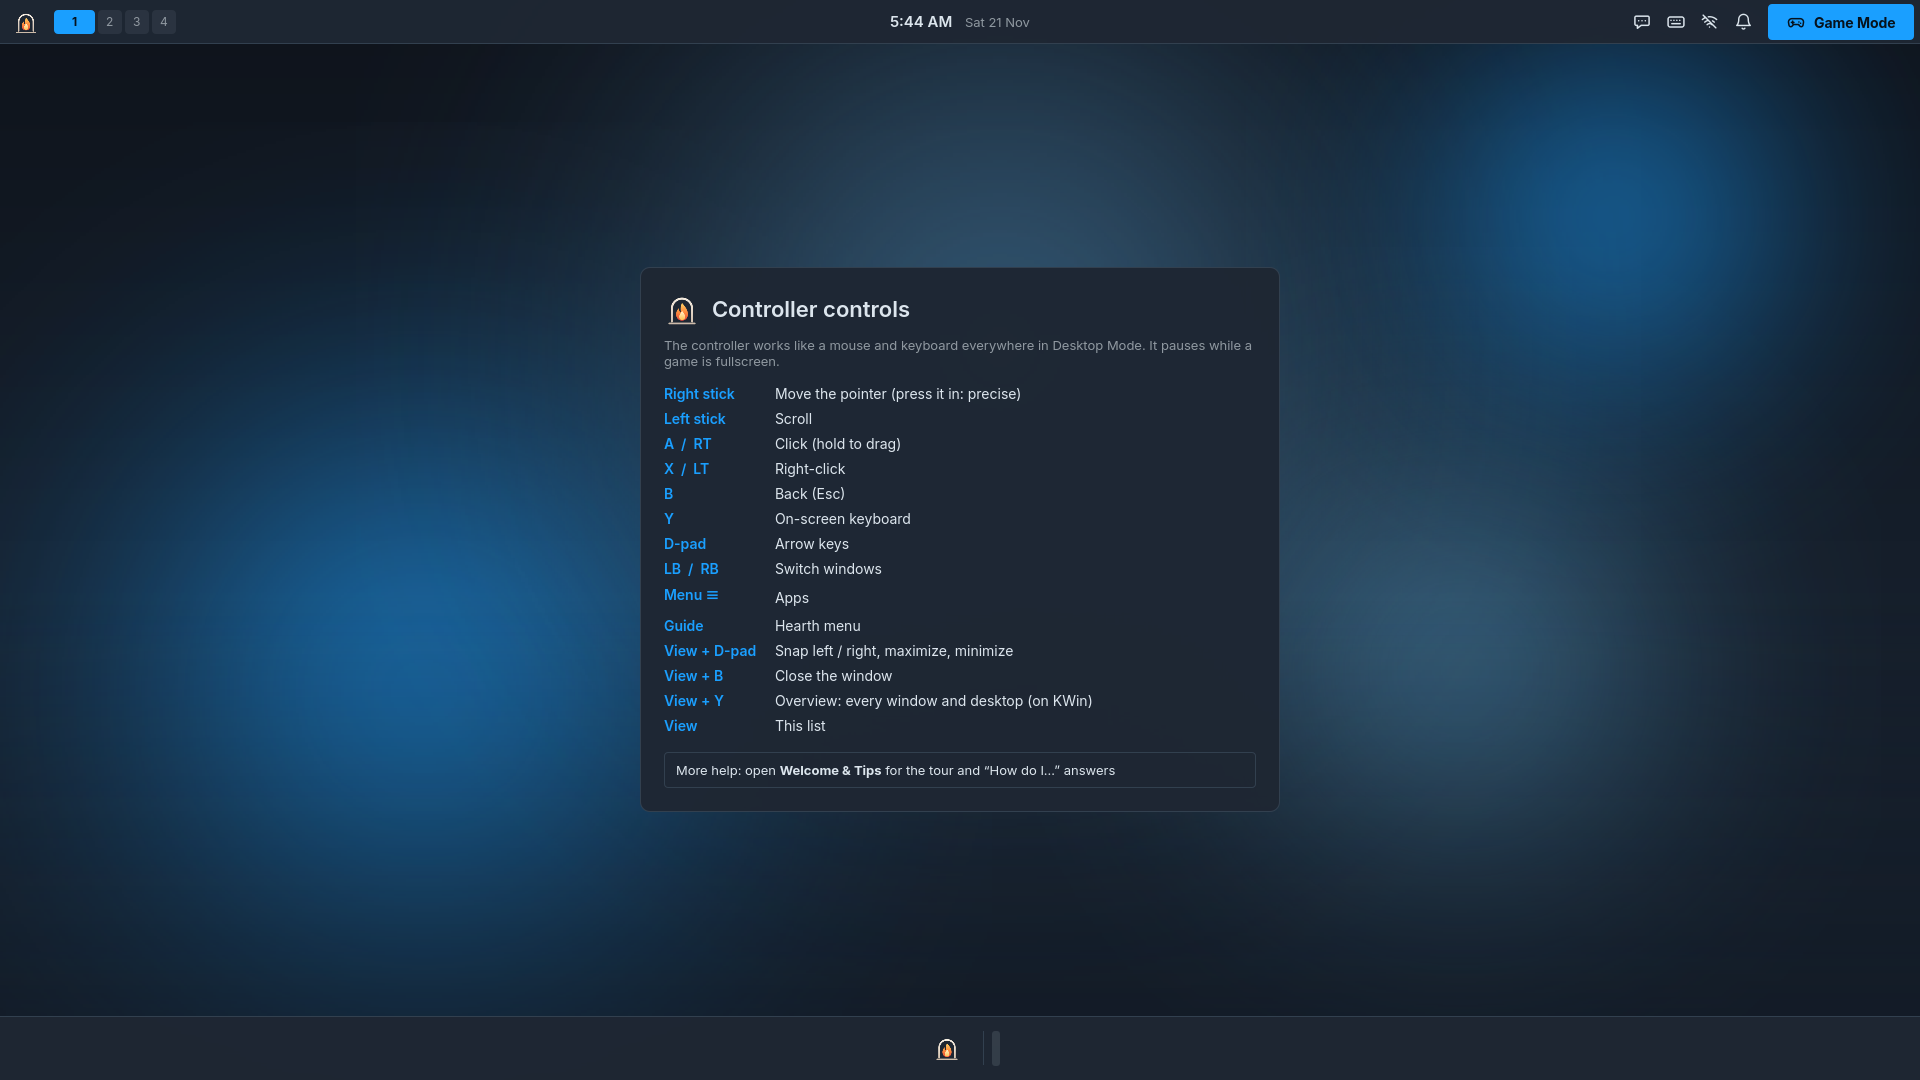 1 2 3 4 5:44 AM Sat 21 Nov Game Mode
Controller controls
The controller works like a mouse and keyboard everywhere in Desktop Mode. It pauses while a
game is fullscreen.
Right stick Move the pointer (press it in: precise)
Left stick Scroll
A / RT Click (hold to drag)
X / LT Right-click
B Back (Esc)
Y On-screen keyboard
D-pad Arrow keys
LB / RB Switch windows
Menu ☰ Apps
Guide Hearth menu
View + D-pad Snap left / right, maximize, minimize
View + B Close the window
View + Y Overview: every window and desktop (on KWin)
View This list
More help: open Welcome & Tips for the tour and “How do I…” answers